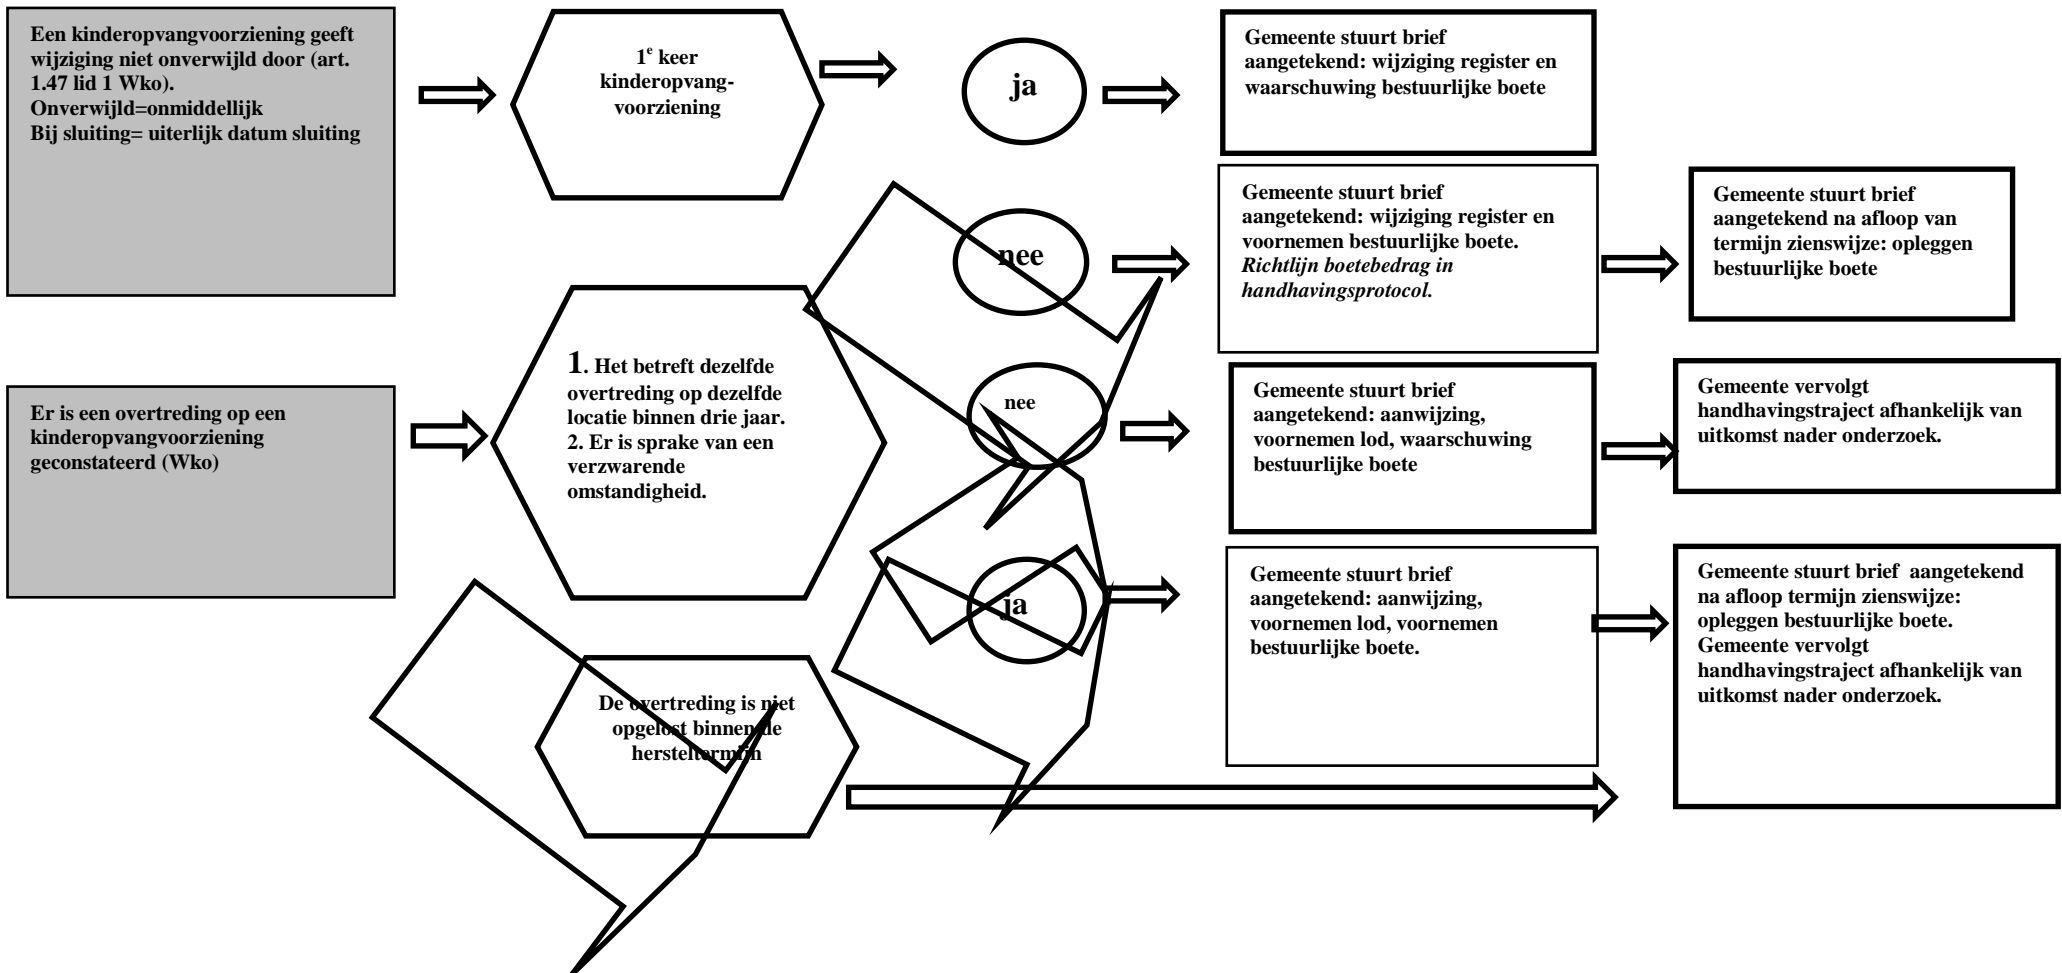 Een kinderopvangvoorziening geeft
wijziging niet onverwijld door (art.
1.47 lid 1 Wko).
Onverwijld=onmiddellijk
Bij sluiting= uiterlijk datum sluiting
1e keer
kinderopvang-
voorziening
ja
Gemeente stuurt brief
aangetekend: wijziging register en
waarschuwing bestuurlijke boete
nee
Gemeente stuurt brief
aangetekend: wijziging register en
voornemen bestuurlijke boete.
Richtlijn boetebedrag in
handhavingsprotocol.
Gemeente stuurt brief
aangetekend na afloop van
termijn zienswijze: opleggen
bestuurlijke boete
Er is een overtreding op een
kinderopvangvoorziening
geconstateerd (Wko)
1. Het betreft dezelfde
overtreding op dezelfde
locatie binnen drie jaar.
2. Er is sprake van een
verzwarende
omstandigheid.
nee
Gemeente stuurt brief
aangetekend: aanwijzing,
voornemen lod, waarschuwing
bestuurlijke boete
Gemeente vervolgt
handhavingstraject afhankelijk van
uitkomst nader onderzoek.
ja
Gemeente stuurt brief
aangetekend: aanwijzing,
voornemen lod, voornemen
bestuurlijke boete.
Gemeente stuurt brief aangetekend
na afloop termijn zienswijze:
opleggen bestuurlijke boete.
Gemeente vervolgt
handhavingstraject afhankelijk van
uitkomst nader onderzoek.
De overtreding is niet
opgelost binnen de
hersteltermijn